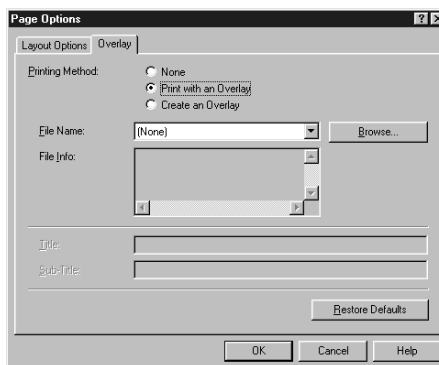 Page Options
Layout Options Overlay
Printing Method: None
Print with an Overlay
Create an Overlay
File Name: (None) Browse...
File Info:
Title:
Sub-Title:
Restore Defaults
OK Cancel Help